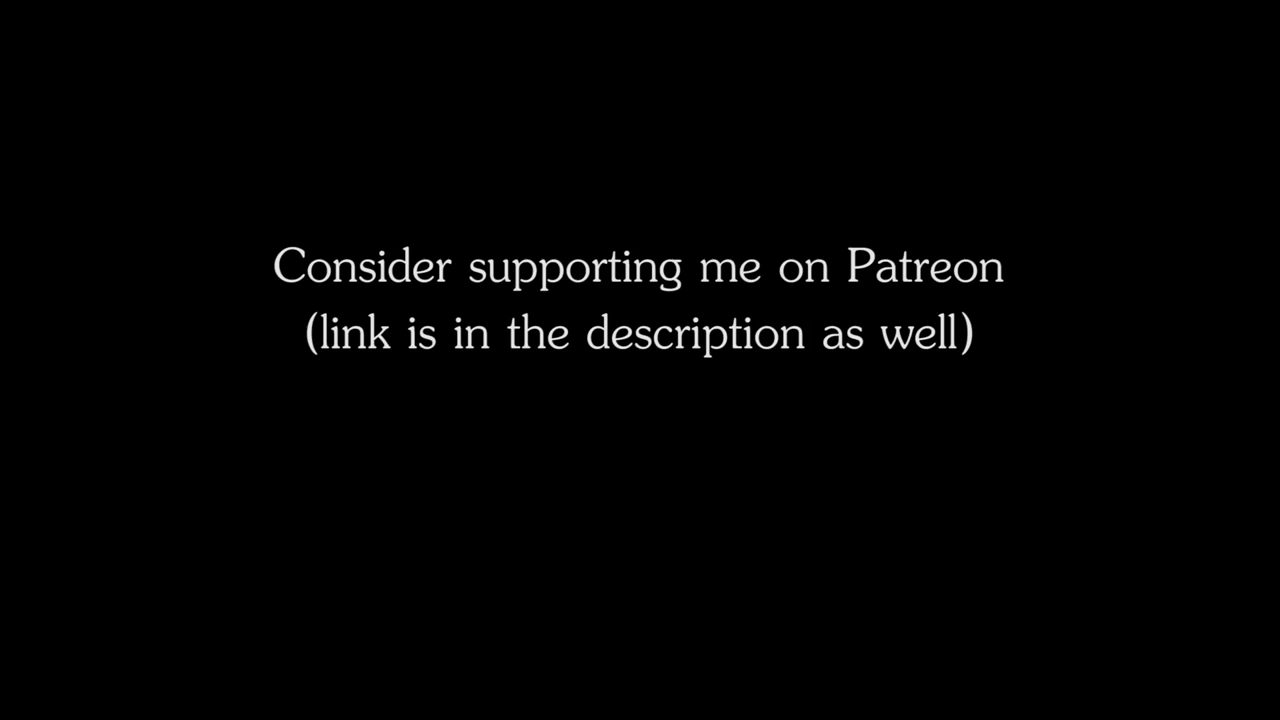 Consider supporting me on Patreon
(link is in the description as well)